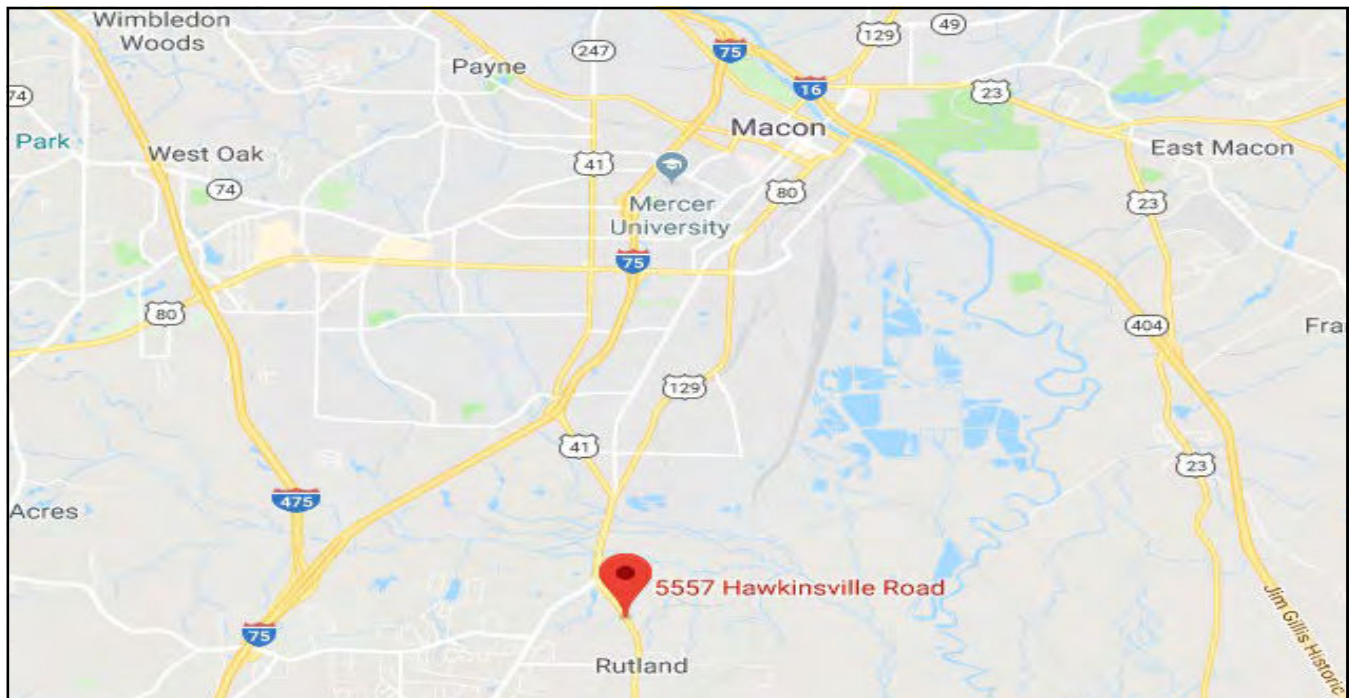 Wimbledon
Woods
247
75
129
49
Payne
74
16
23
Macon
Park
West Oak
41
East Macon
74
Mercer
University
80
23
75
80
404
Fra
129
41
23
475
Acres
5557 Hawkinsville Road
75
Rutland
Jim Gillis Historic